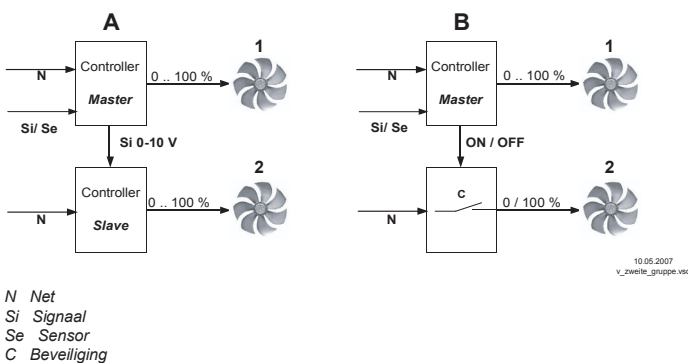 A
B
1
1
N
Controller
Master
0 .. 100 %
N
Controller
Master
0 .. 100 %
Si/ Se
Si 0-10 V
Si/ Se
ON / OFF
2
2
N
Controller
Slave
0 .. 100 %
N
C
0 / 100 %
10.05.2007
v_zweite_gruppe.vsd
N Net
Si Signaal
Se Sensor
C Beveiliging